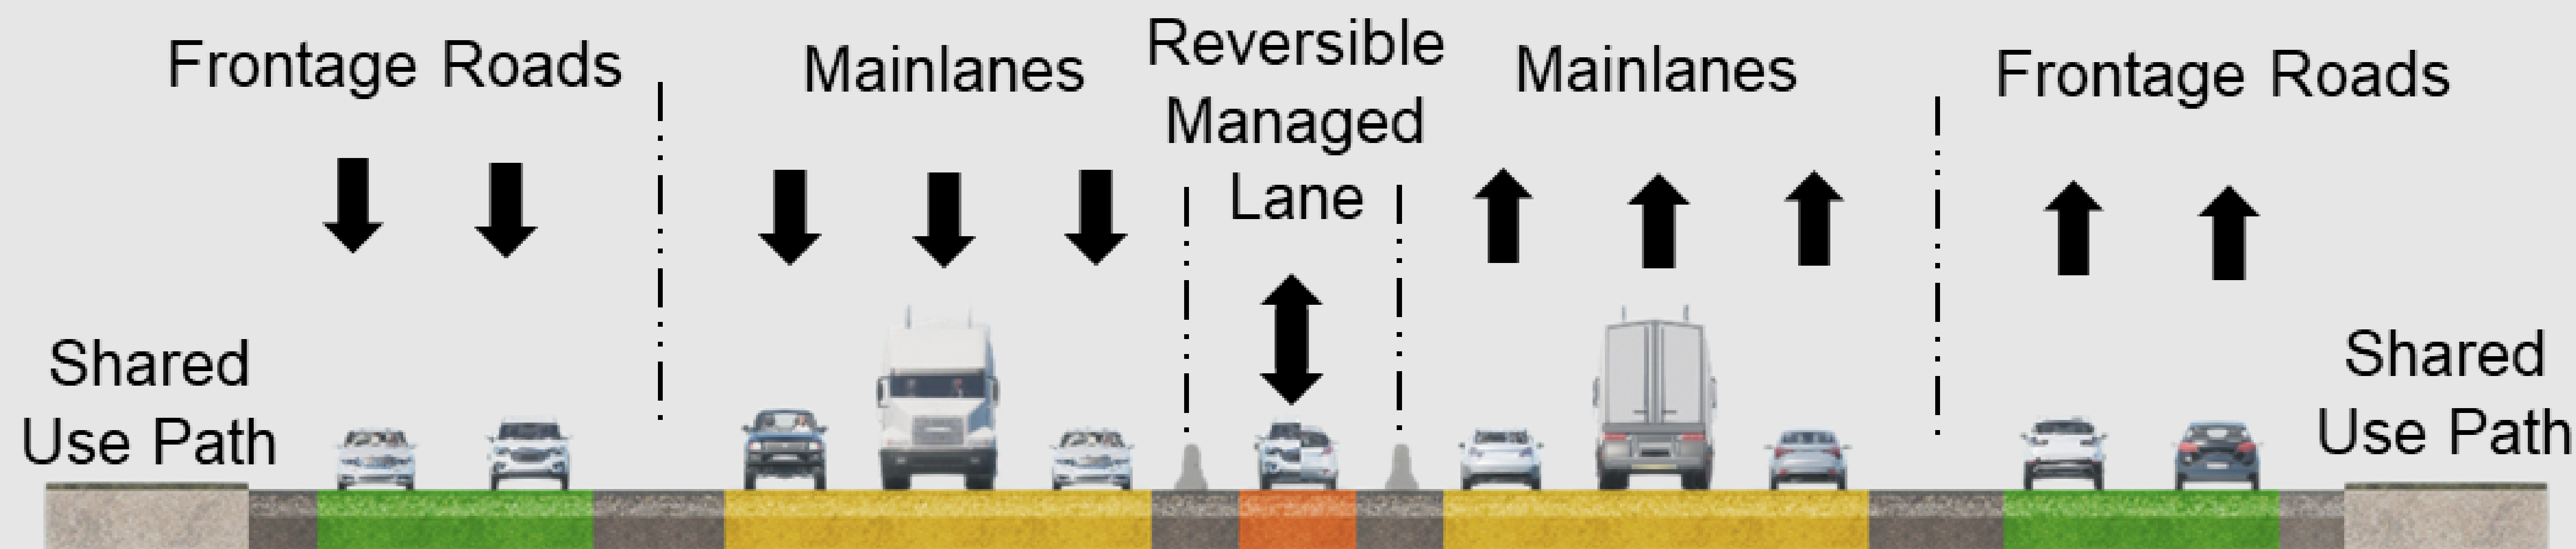 Frontage Roads
Mainlanes
Reversible
Managed
Lane
Mainlanes
Frontage Roads
Shared
Use Path
Shared
Use Path